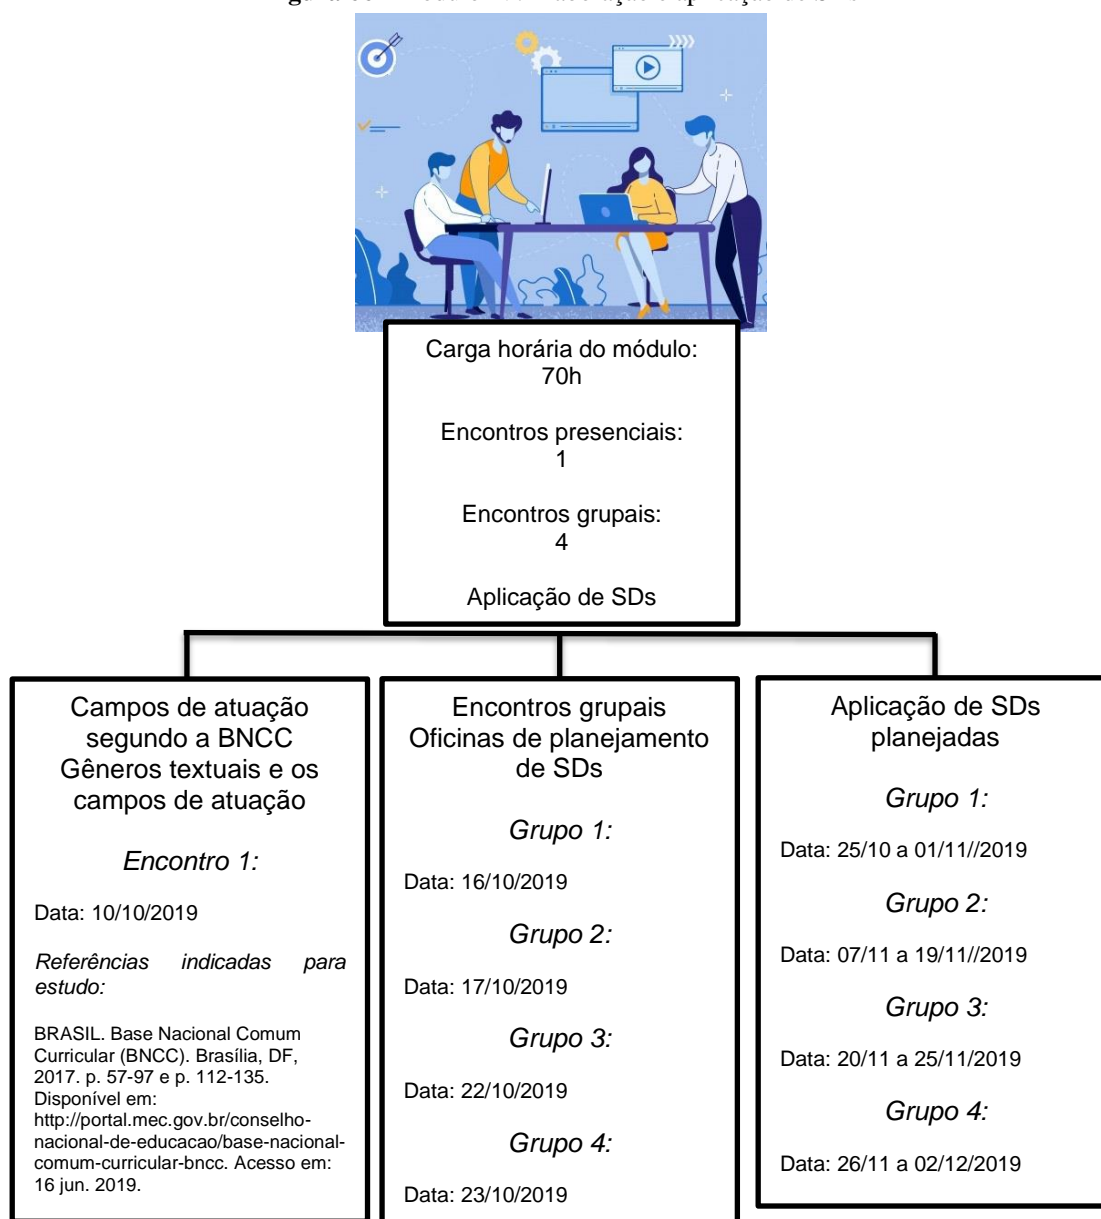 Carga horária do módulo:
70h
Encontros presenciais:
1
Encontros grupais:
4
Aplicação de SDs
Campos de atuação
segundo a BNCC
Gêneros textuais e os
campos de atuação
Encontro 1:
Data: 10/10/2019
Referências indicadas para
estudo:
BRASIL. Base Nacional Comum
Curricular (BNCC). Brasília, DF,
2017. p. 57-97 e p. 112-135.
Disponível em:
http://portal.mec.gov.br/conselho-
nacional-de-educacao/base-nacional-
comum-curricular-bncc. Acesso em:
16 jun. 2019.
Encontros grupais
Oficinas de planejamento
de SDs
Grupo 1:
Data: 16/10/2019
Grupo 2:
Data: 17/10/2019
Grupo 3:
Data: 22/10/2019
Grupo 4:
Data: 23/10/2019
Aplicação de SDs
planejadas
Grupo 1:
Data: 25/10 a 01/11//2019
Grupo 2:
Data: 07/11 a 19/11//2019
Grupo 3:
Data: 20/11 a 25/11/2019
Grupo 4:
Data: 26/11 a 02/12/2019